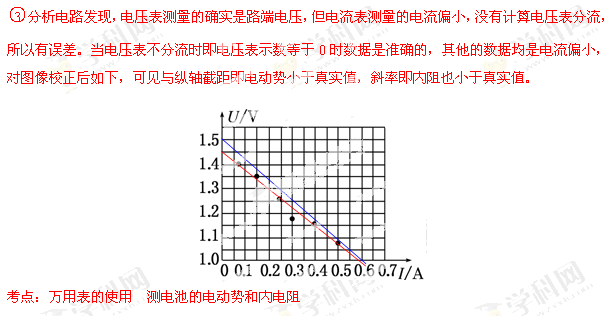 ③分析电路发现，电压表测量的确实是路端电压，但电流表测量的电流偏小，没有计算电压表分流，
所以有误差。当电压表不分流时即电压表示数等于 0 时数据是准确的，其他的数据均是电流偏小，
对图像校正后如下，可见与纵轴截距即电动势小于真实值，斜率即内阻也小于真实值。
U/V
1.5
1.4
1.3
1.2
1.1
1.0
0 0.1 0.2 0.3 0.4 0.5 0.6 0.7 I/A
考点：万用表的使用 测电池的电动势和内电阻
学科网